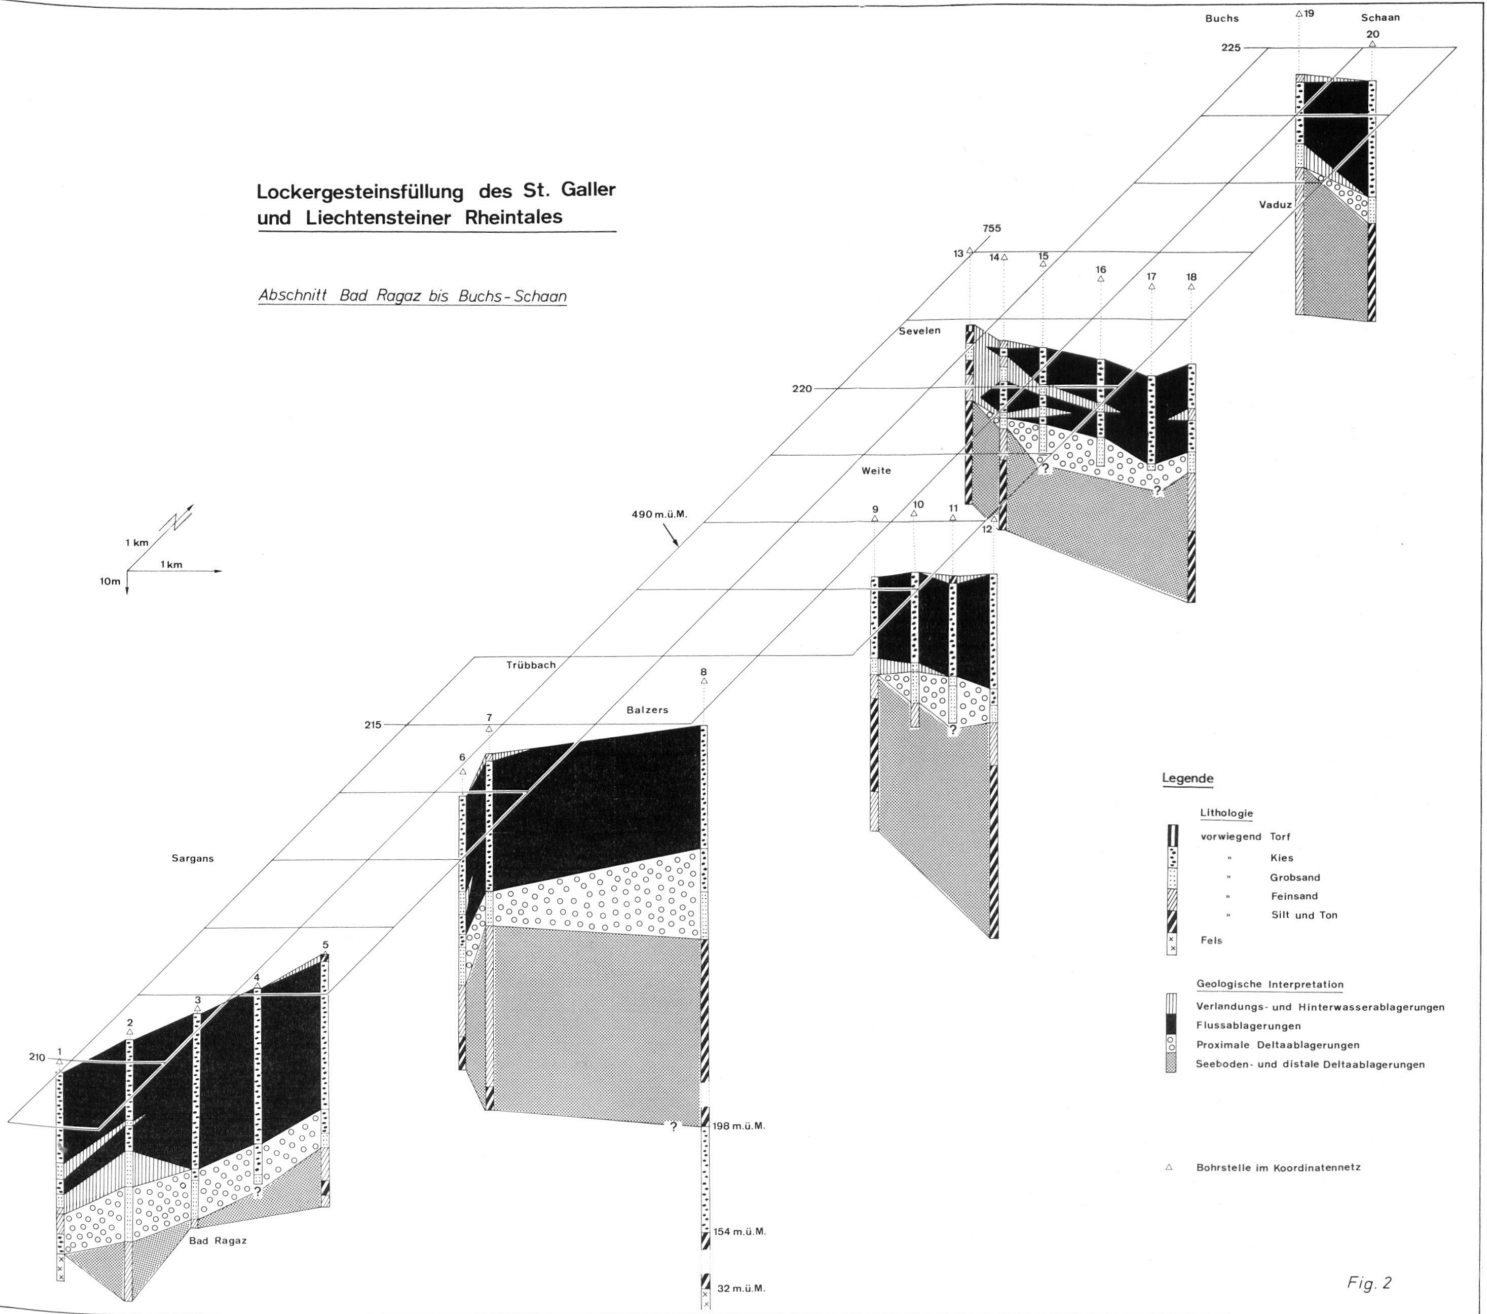 Lockergesteinsfüllung des St. Galler
und Liechtensteiner Rheintales
Abschnitt Bad Ragaz bis Buchs-Schaan
Buchs
19
Schaan
20
225
Vaduz
755
13
14
15
16
17
18
Sevelen
220
?
?
Weite
490 m.ü.M.
9
10
11
12
?
1 km
1 km
10m
Trübbach
8
Balzers
215
7
6
Sargans
5
4
3
2
1
210
?
Bad Ragaz
?
198 m.ü.M.
154 m.ü.M.
32 m.ü.M.
Legende
Lithologie
vorwiegend Torf
" Kies
" Grobsand
" Feinsand
" Silt und Ton
Fels
Geologische Interpretation
Verlandungs- und Hinterwasserablagerungen
Flussablagerungen
Proximale Deltaablagerungen
Seeboden- und distale Deltaablagerungen
Bohrstelle im Koordinatennetz
Fig. 2